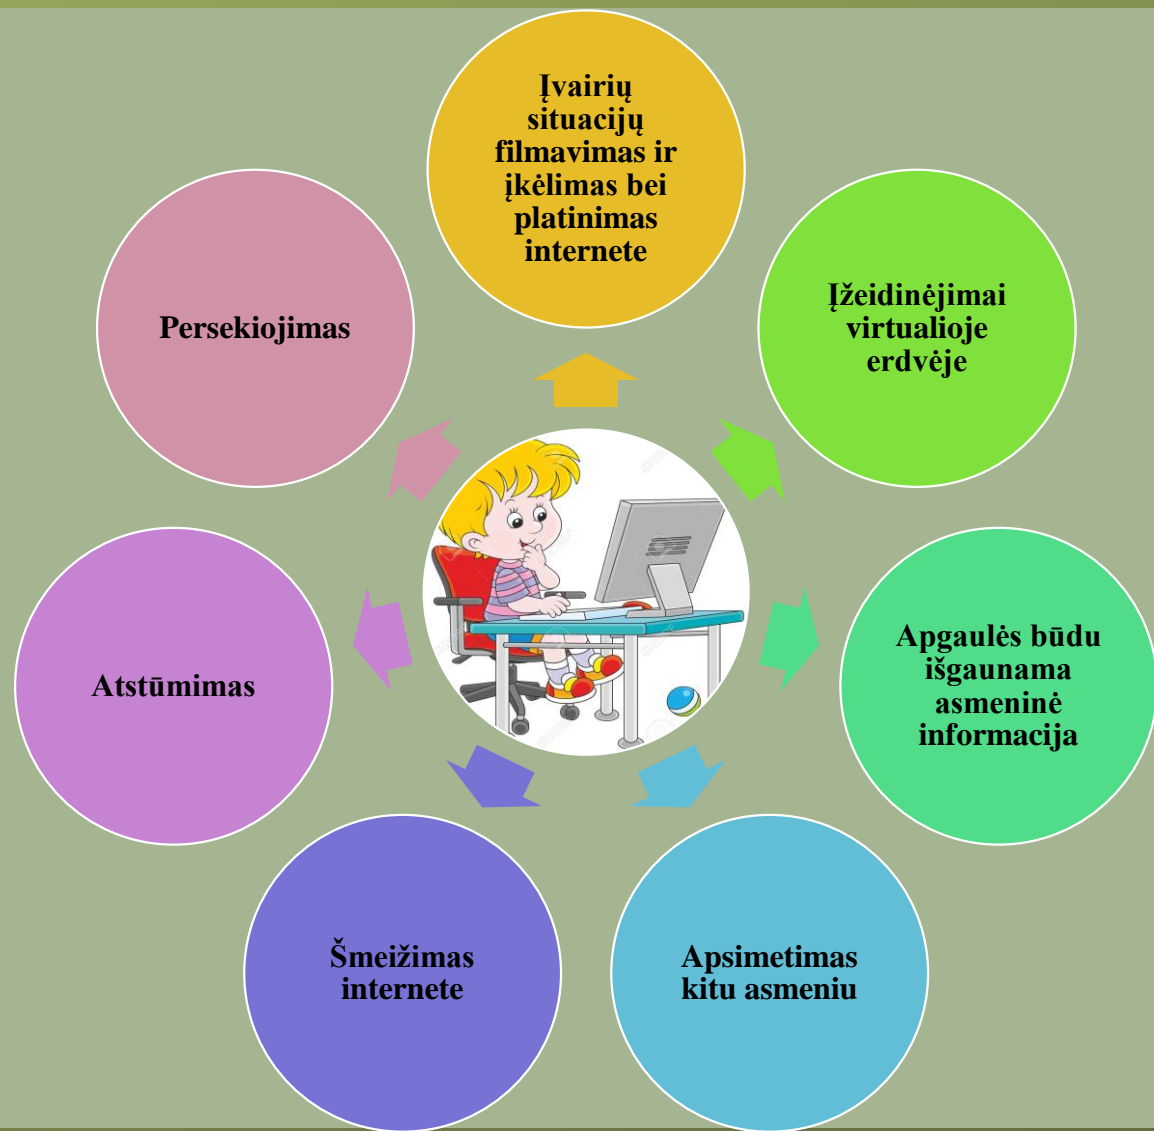 Įvairių
situacijų
filmavimas ir
įkėlimas bei
platinimas
internete
Įžeidinėjimai
virtualioje
erdvėje
Apgaulės būdu
išgaunama
asmeninė
informacija
Apsimetimas
kitu asmeniu
Šmeižimas
internete
Atstūmimas
Persekiojimas